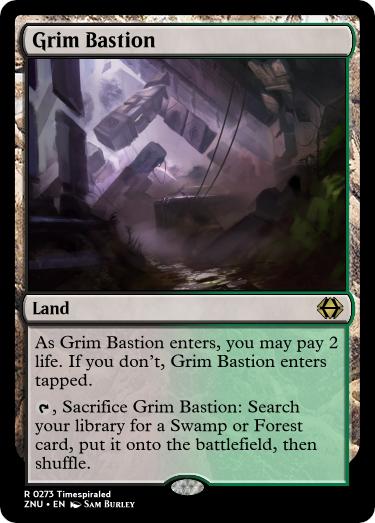 Grim Bastion
Land
As Grim Bastion enters, you may pay 2
life. If you don't, Grim Bastion enters
tapped.
, Sacrifice Grim Bastion: Search
your library for a Swamp or Forest
card, put it onto the battlefield, then
shuffle.
R 0273 Timespiraled
ZNU • EN Sam Burley